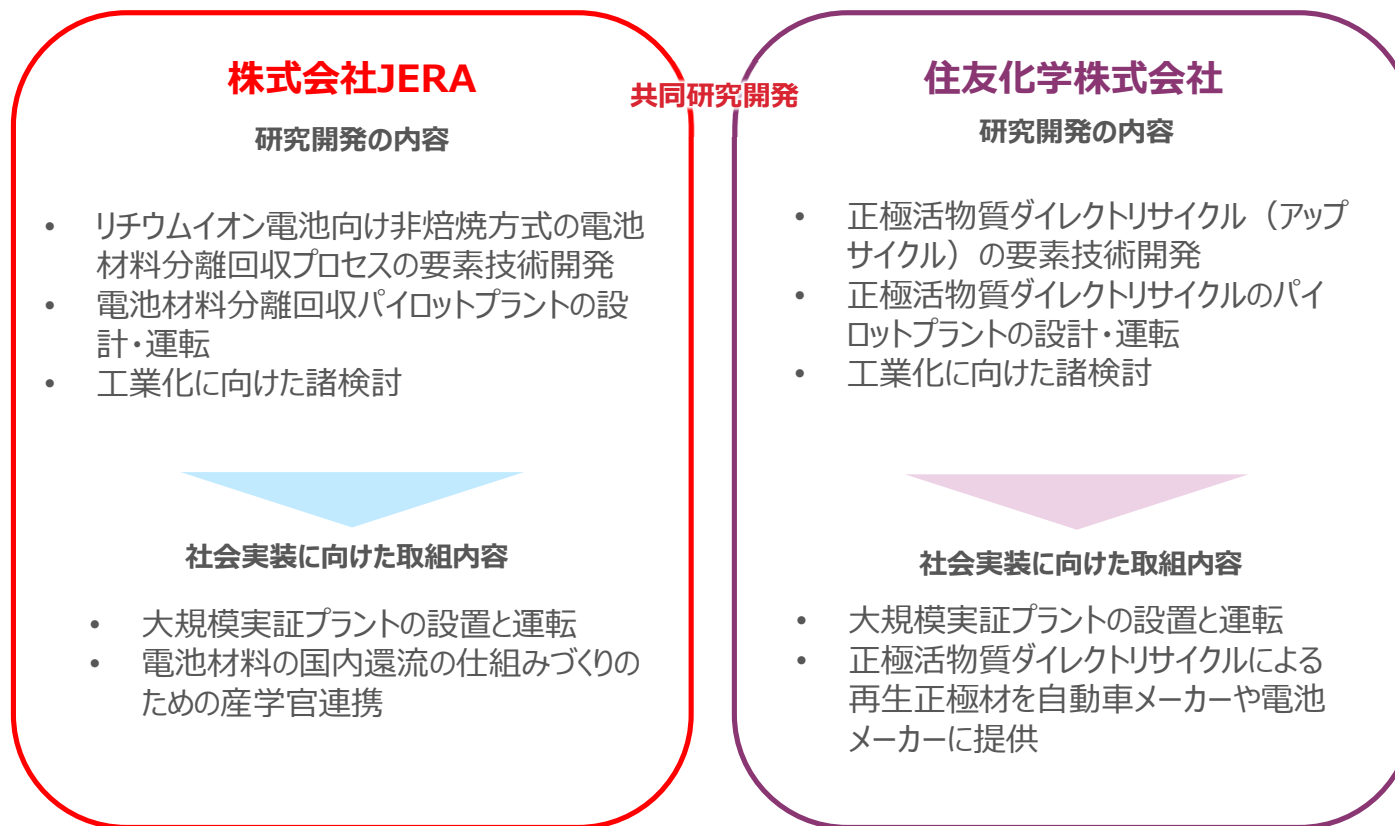 株式会社JERA
研究開発の内容
• リチウムイオン電池向け非焙焼方式の電池
材料分離回収プロセスの要素技術開発
• 電池材料分離回収パイロットプラントの設
計・運転
• 工業化に向けた諸検討
社会実装に向けた取組内容
• 大規模実証プラントの設置と運転
• 電池材料の国内還流の仕組みづくりの
ための産学官連携
共同研究開発
住友化学株式会社
研究開発の内容
• 正極活物質ダイレクトリサイクル（アップ
サイクル）の要素技術開発
• 正極活物質ダイレクトリサイクルのパイ
ロットプラントの設計・運転
• 工業化に向けた諸検討
社会実装に向けた取組内容
• 大規模実証プラントの設置と運転
• 正極活物質ダイレクトリサイクルによる
再生正極材を自動車メーカーや電池
メーカーに提供